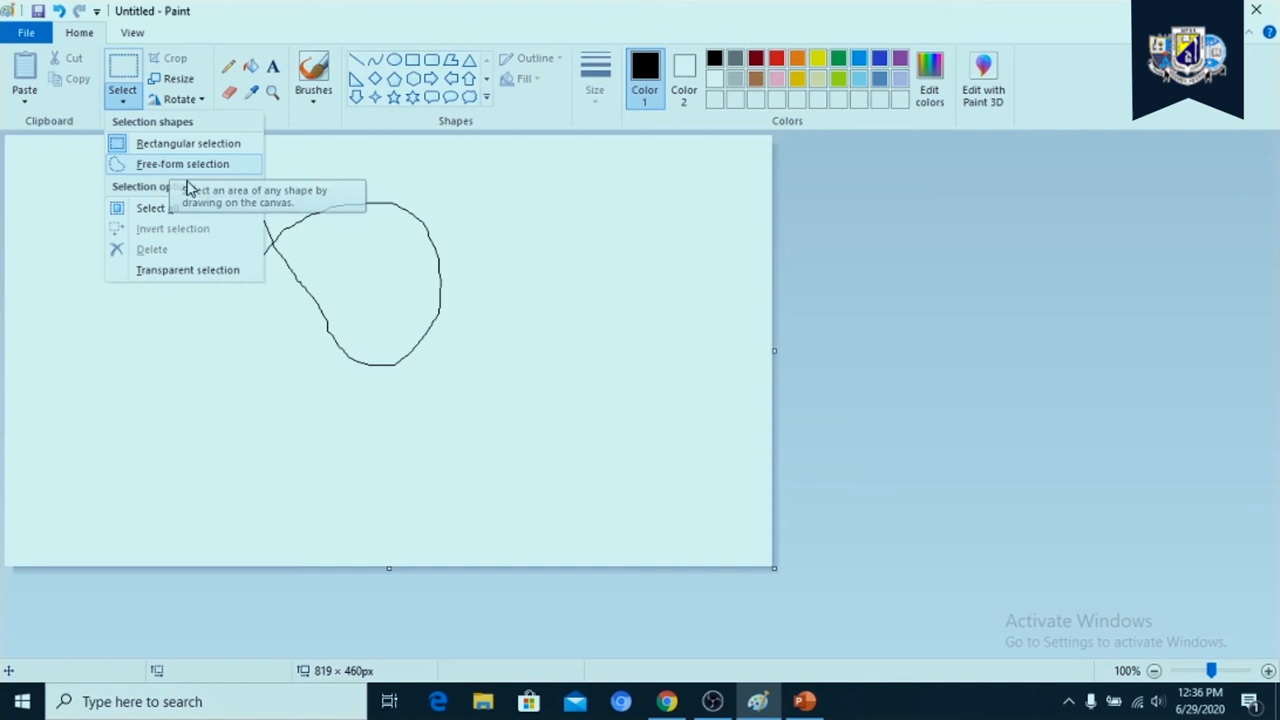 Untitled - Paint
File
Home
View
Paste
Cut
Copy
Clipboard
Select
Crop
Resize
Rotate
Brushes
Shapes
Outline
Fill
Size
Color
1
Color
2
Colors
Edit
colors
Edit with
Paint 3D
Selection shapes
Rectangular selection
Free-form selection
Select an area of any shape by
drawing on the canvas.
Select
Invert selection
Delete
Transparent selection
Activate Windows
Go to Settings to activate Windows.
819 × 460px
100%
Type here to search
12:36 PM
6/29/2020